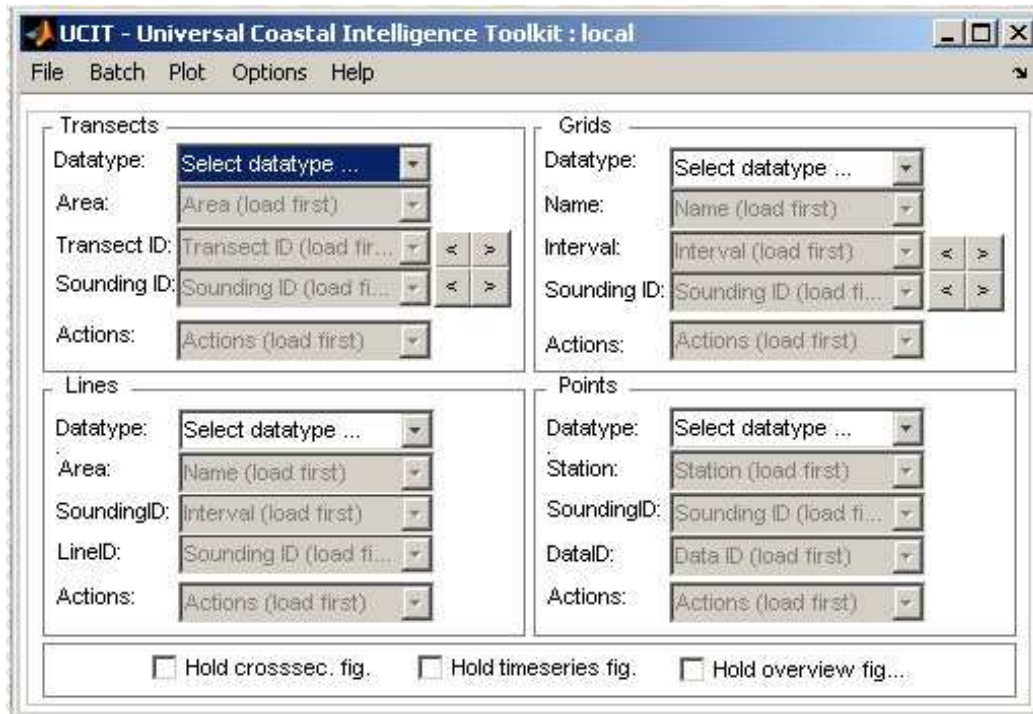 UCIT - Universal Coastal Intelligence Toolkit : local
File Batch Plot Options Help
Transects
Datatype: Select datatype ...
Area: Area (load first)
Transect ID: Transect ID (load fir... < >
Sounding ID: Sounding ID (load fi... < >
Actions: Actions (load first)
Grids
Datatype: Select datatype ...
Name: Name (load first)
Interval: Interval (load first) < >
Sounding ID: Sounding ID (load fi... < >
Actions: Actions (load first)
Lines
Datatype: Select datatype ...
Area: Name (load first)
SoundingID: Interval (load first)
LineID: Sounding ID (load fi...
Actions: Actions (load first)
Points
Datatype: Select datatype ...
Station: Station (load first)
SoundingID: Sounding ID (load fi...
DataID: Data ID (load first)
Actions: Actions (load first)
Hold crosssec. fig. Hold timeseries fig. Hold overview fig...